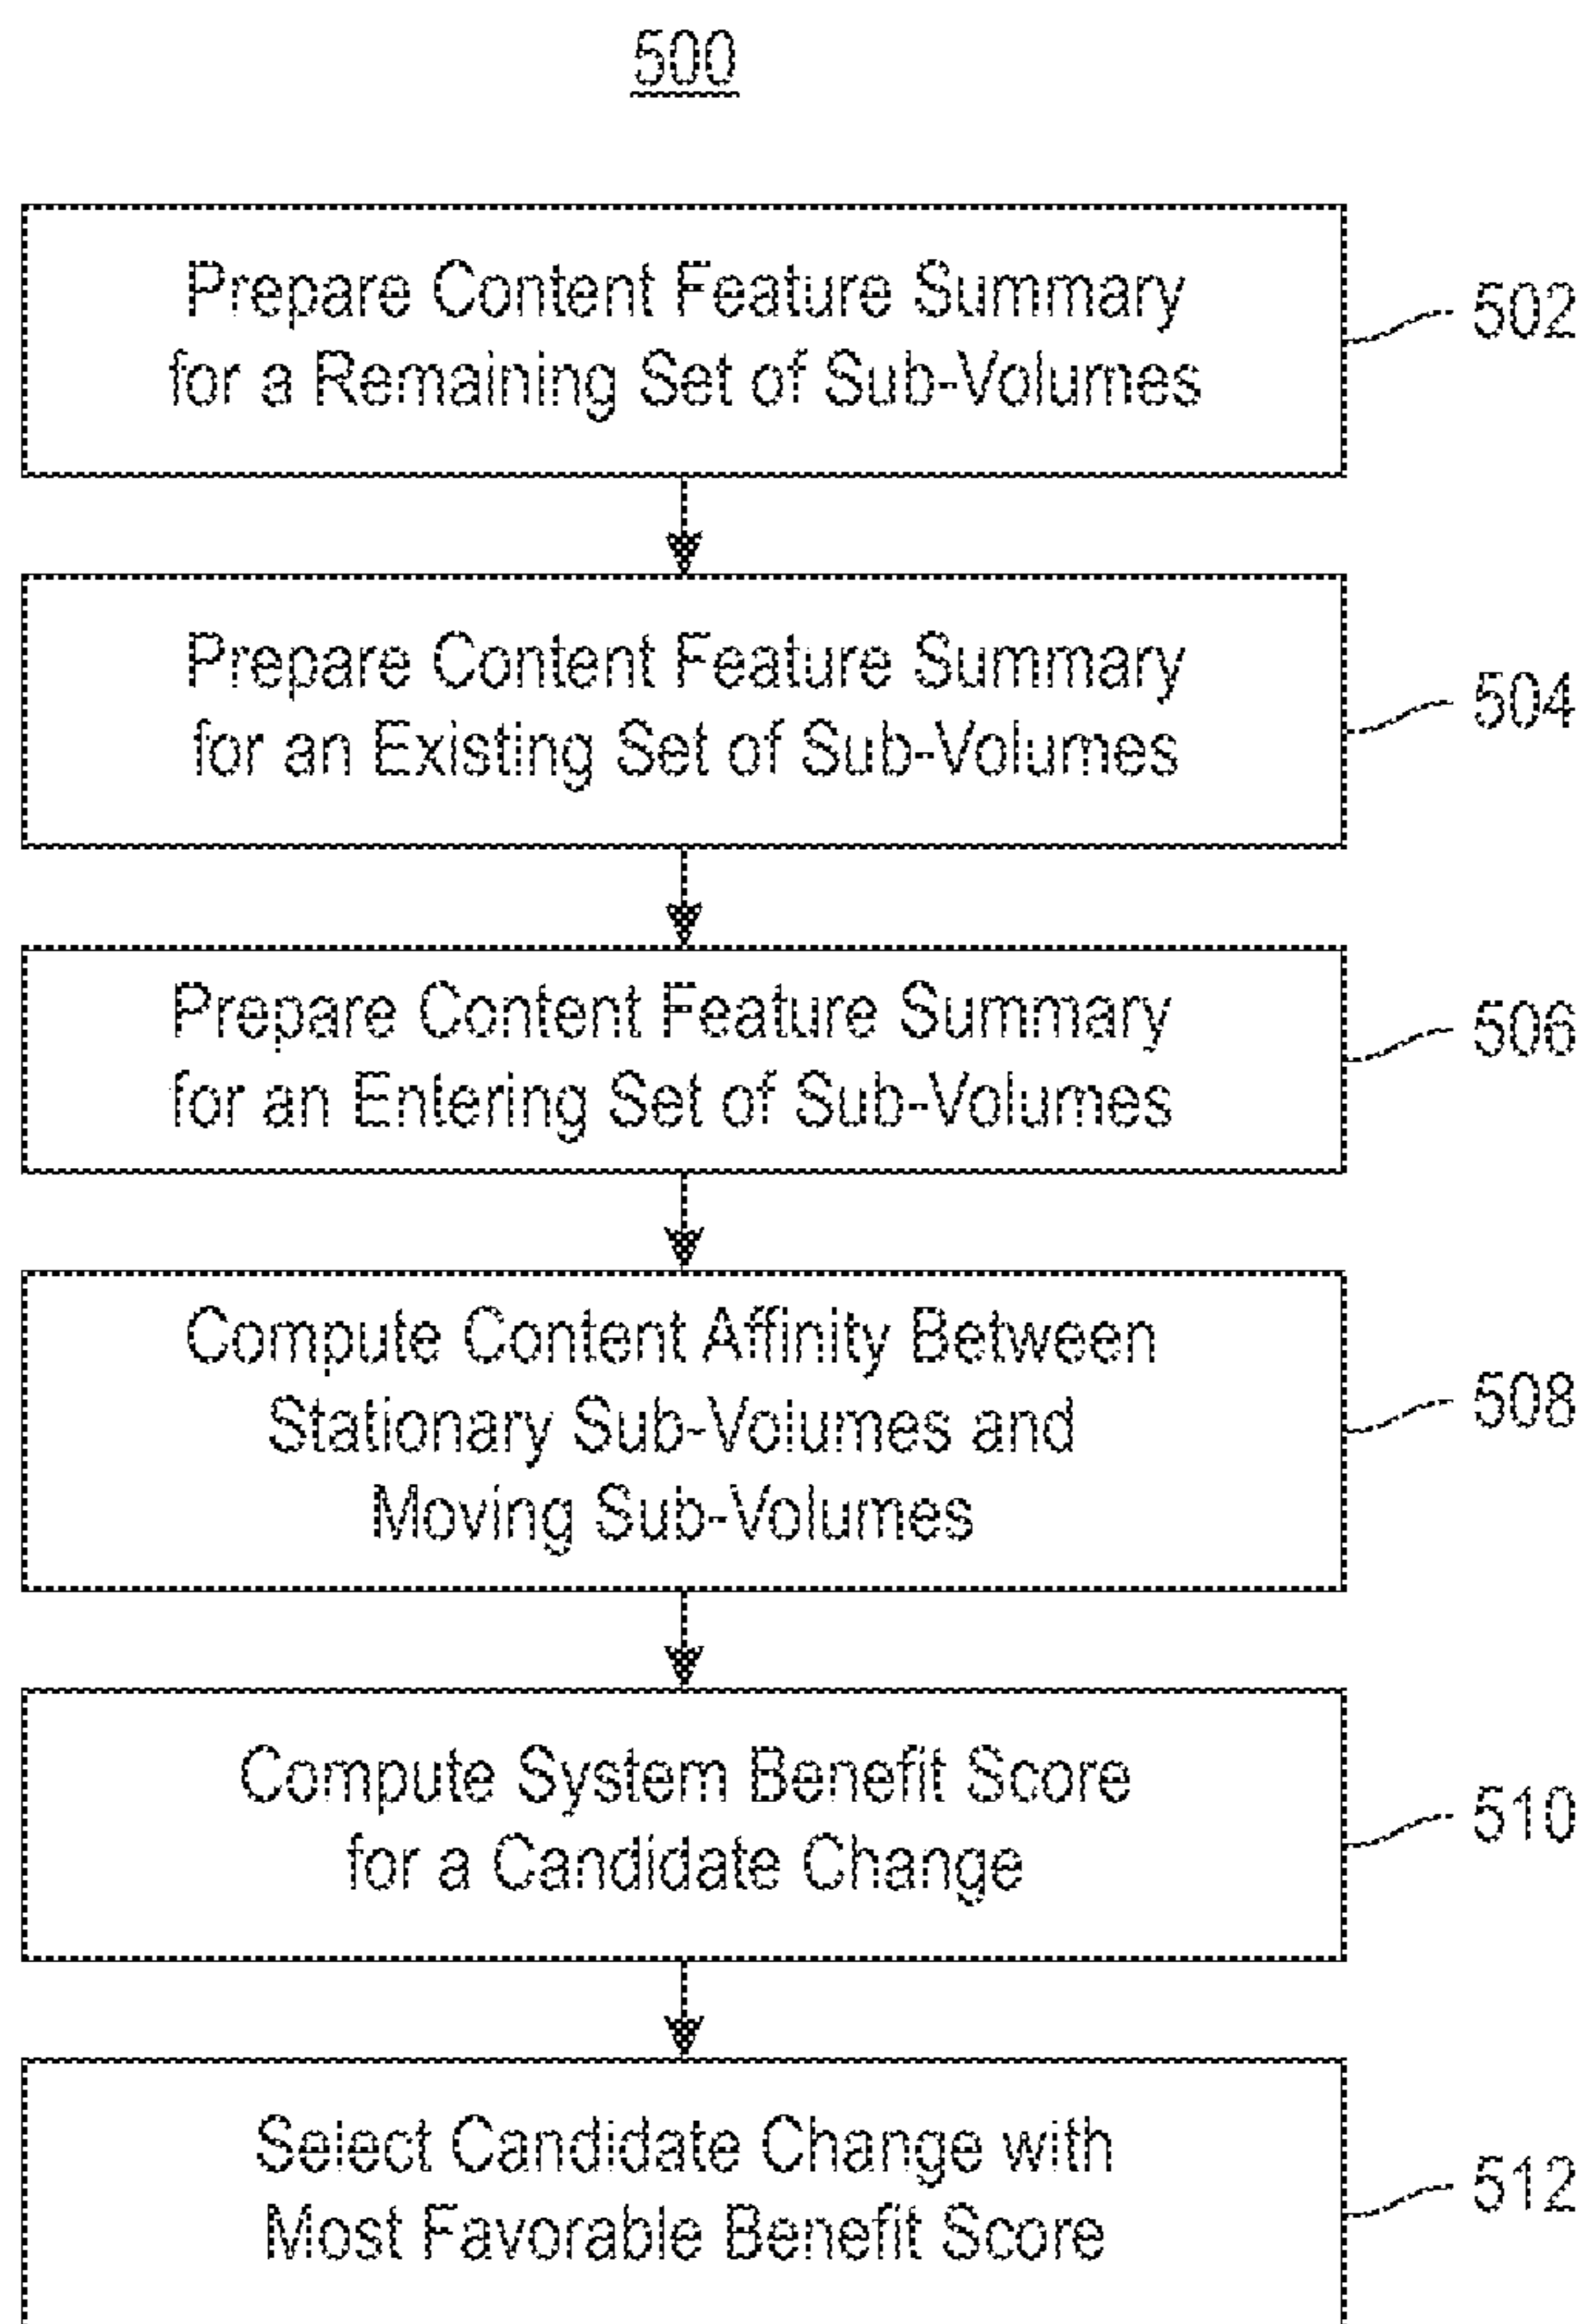 500
Prepare Content Feature Summary
for a Remaining Set of Sub-Volumes
502
Prepare Content Feature Summary
for an Existing Set of Sub-Volumes
504
Prepare Content Feature Summary
for an Entering Set of Sub-Volumes
506
Compute Content Affinity Between
Stationary Sub-Volumes and
Moving Sub-Volumes
508
Compute System Benefit Score
for a Candidate Change
510
Select Candidate Change with
Most Favorable Benefit Score
512